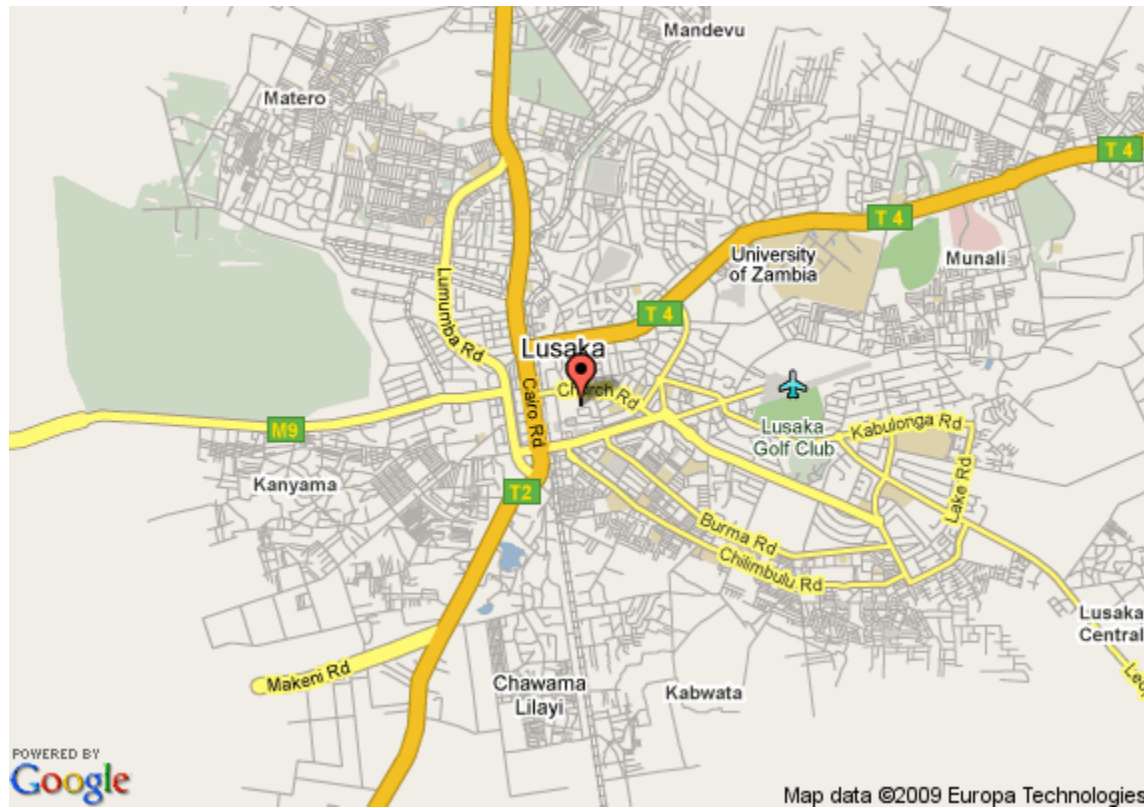 Mandevu
Matero
T 4
T 4
University
of Zambia
Munali
Lumumba Rd
T 4
Lusaka
Cairo Rd
Church Rd
Lusaka
Golf Club
Kabulonga Rd
M9
Kanyama
T2
Lake Rd
Burma Rd
Chilimbulu Rd
Lusaka
Central
Makeni Rd
Chawama
Lilayi
Kabwata
Leo
POWERED BY
Google
Map data ©2009 Europa Technologies